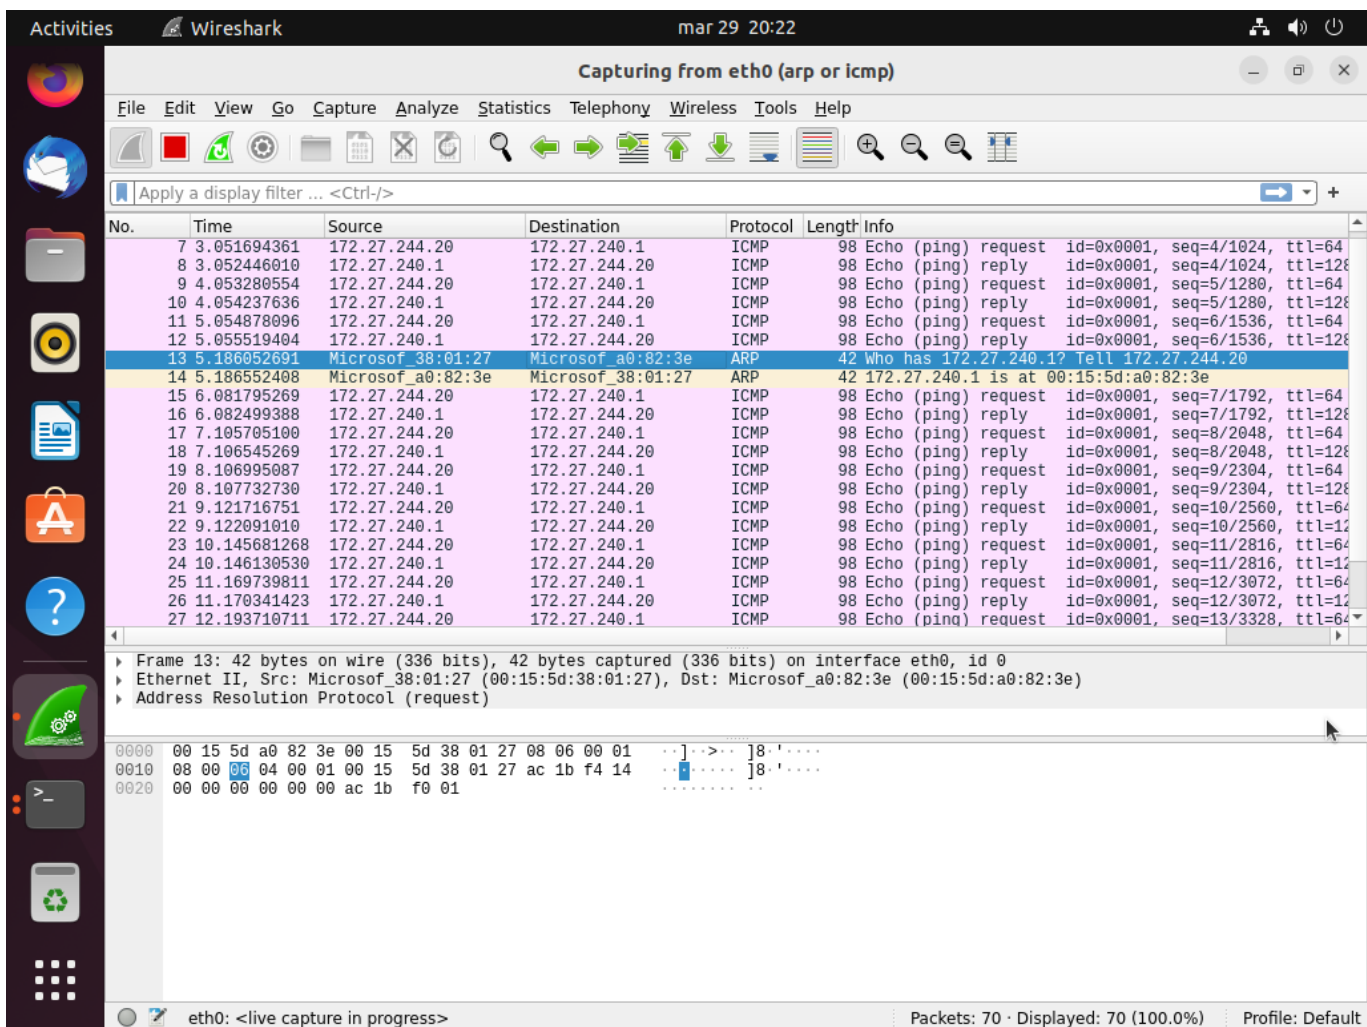 Activities Wireshark mar 29 20:22
Capturing from eth0 (arp or icmp)
File Edit View Go Capture Analyze Statistics Telephony Wireless Tools Help
Apply a display filter ... <Ctrl-/>
No. Time Source Destination Protocol Length Info
7 3.051694361 172.27.244.20 172.27.240.1 ICMP 98 Echo (ping) request id=0x0001, seq=4/1024, ttl=64
8 3.052446010 172.27.240.1 172.27.244.20 ICMP 98 Echo (ping) reply id=0x0001, seq=4/1024, ttl=128
9 4.053280554 172.27.244.20 172.27.240.1 ICMP 98 Echo (ping) request id=0x0001, seq=5/1280, ttl=64
10 4.054237636 172.27.240.1 172.27.244.20 ICMP 98 Echo (ping) reply id=0x0001, seq=5/1280, ttl=128
11 5.054878096 172.27.244.20 172.27.240.1 ICMP 98 Echo (ping) request id=0x0001, seq=6/1536, ttl=64
12 5.055519404 172.27.240.1 172.27.244.20 ICMP 98 Echo (ping) reply id=0x0001, seq=6/1536, ttl=128
13 5.186052691 Microsof_38:01:27 Microsof_a0:82:3e ARP 42 Who has 172.27.240.1? Tell 172.27.244.20
14 5.186552408 Microsof_a0:82:3e Microsof_38:01:27 ARP 42 172.27.240.1 is at 00:15:5d:a0:82:3e
15 6.081795269 172.27.244.20 172.27.240.1 ICMP 98 Echo (ping) request id=0x0001, seq=7/1792, ttl=64
16 6.082499388 172.27.240.1 172.27.244.20 ICMP 98 Echo (ping) reply id=0x0001, seq=7/1792, ttl=128
17 7.105705100 172.27.244.20 172.27.240.1 ICMP 98 Echo (ping) request id=0x0001, seq=8/2048, ttl=64
18 7.106545269 172.27.240.1 172.27.244.20 ICMP 98 Echo (ping) reply id=0x0001, seq=8/2048, ttl=128
19 8.106995087 172.27.244.20 172.27.240.1 ICMP 98 Echo (ping) request id=0x0001, seq=9/2304, ttl=64
20 8.107732730 172.27.240.1 172.27.244.20 ICMP 98 Echo (ping) reply id=0x0001, seq=9/2304, ttl=128
21 9.121716751 172.27.244.20 172.27.240.1 ICMP 98 Echo (ping) request id=0x0001, seq=10/2560, ttl=64
22 9.122091010 172.27.240.1 172.27.244.20 ICMP 98 Echo (ping) reply id=0x0001, seq=10/2560, ttl=12
23 10.145681268 172.27.244.20 172.27.240.1 ICMP 98 Echo (ping) request id=0x0001, seq=11/2816, ttl=64
24 10.146130530 172.27.240.1 172.27.244.20 ICMP 98 Echo (ping) reply id=0x0001, seq=11/2816, ttl=12
25 11.169739811 172.27.244.20 172.27.240.1 ICMP 98 Echo (ping) request id=0x0001, seq=12/3072, ttl=64
26 11.170341423 172.27.240.1 172.27.244.20 ICMP 98 Echo (ping) reply id=0x0001, seq=12/3072, ttl=12
27 12.193710711 172.27.244.20 172.27.240.1 ICMP 98 Echo (ping) request id=0x0001, seq=13/3328, ttl=64
Frame 13: 42 bytes on wire (336 bits), 42 bytes captured (336 bits) on interface eth0, id 0
Ethernet II, Src: Microsof_38:01:27 (00:15:5d:38:01:27), Dst: Microsof_a0:82:3e (00:15:5d:a0:82:3e)
Address Resolution Protocol (request)
0000 00 15 5d a0 82 3e 00 15 5d 38 01 27 08 06 00 01 ··]··>·· ]8·'····
0010 08 00 06 04 00 01 00 15 5d 38 01 27 ac 1b f4 14 ········ ]8·'····
0020 00 00 00 00 00 00 ac 1b f0 01 ········ ··
eth0: <live capture in progress> Packets: 70 · Displayed: 70 (100.0%) Profile: Default